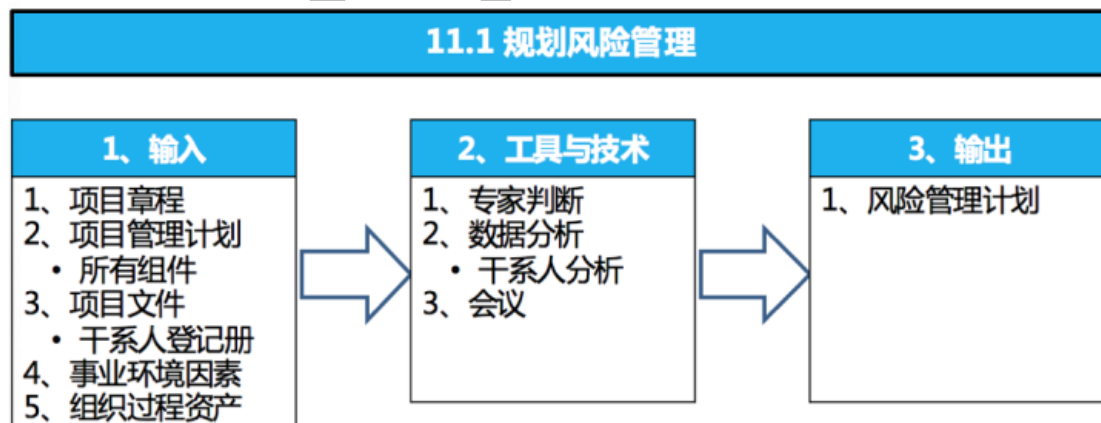 11.1 规划风险管理
1、输入
1、项目章程
2、项目管理计划
• 所有组件
3、项目文件
• 干系人登记册
4、事业环境因素
5、组织过程资产
2、工具与技术
1、专家判断
2、数据分析
• 干系人分析
3、会议
3、输出
1、风险管理计划